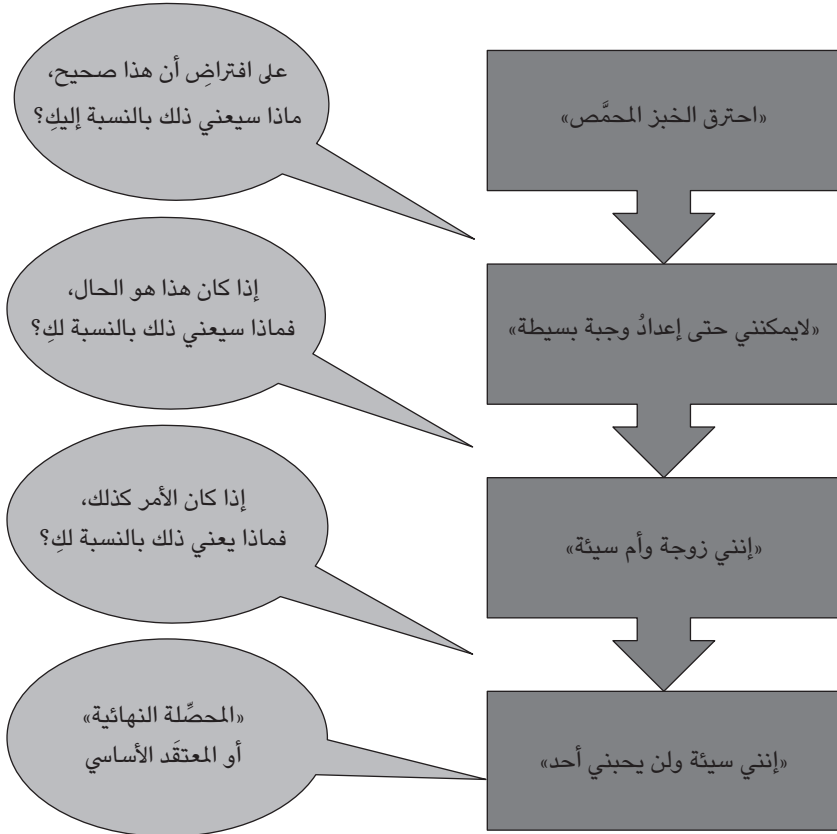 على افتراضِ أن هذا صحيح،
ماذا سيعني ذلك بالنسبة إليكِ؟
«احترق الخبز المحمَّص»
إذا كان هذا هو الحال،
فماذا سيعني ذلك بالنسبة لكِ؟
«لايمكنني حتى إعدادُ وجبة بسيطة»
إذا كان الأمر كذلك،
فماذا يعني ذلك بالنسبة لكِ؟
«إنني زوجة وأم سيئة»
«المحصِّلة النهائية»
أو المعتقَد الأساسي
«إنني سيئة ولن يحبني أحد»